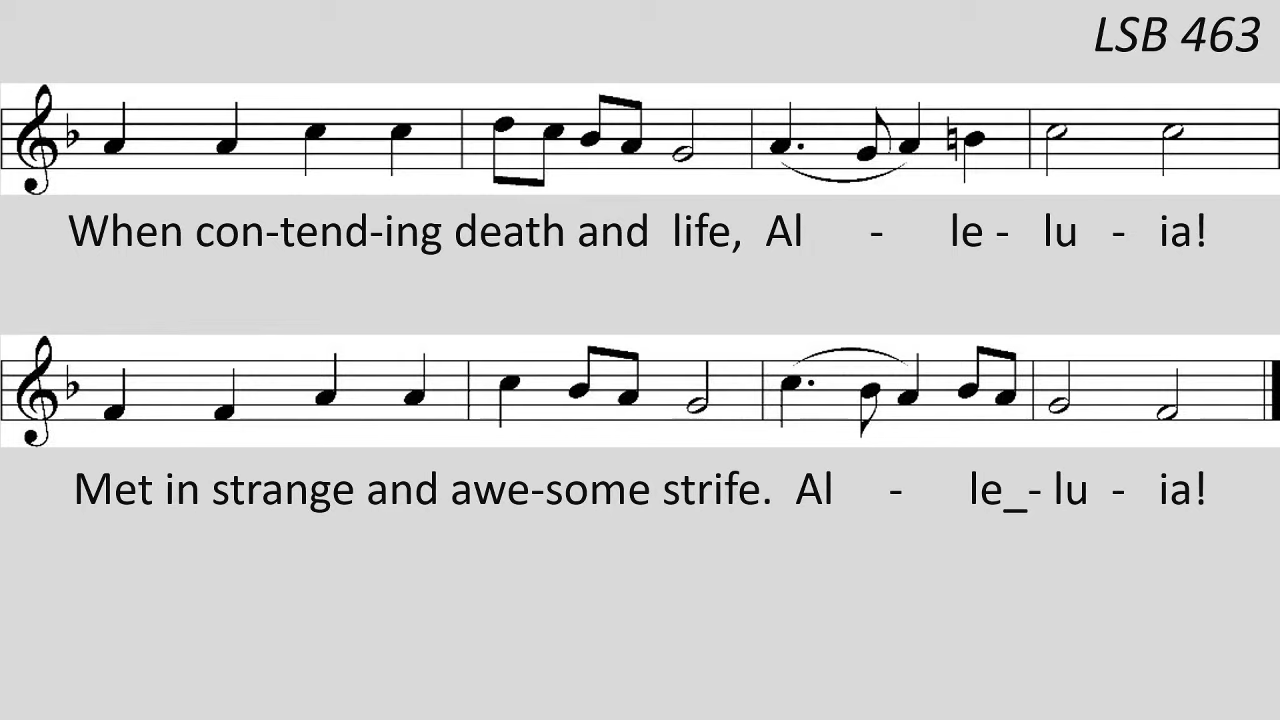 LSB 463
When con-tend-ing death and life, Al - le - lu - ia!
Met in strange and awe-some strife. Al - le_- lu - ia!